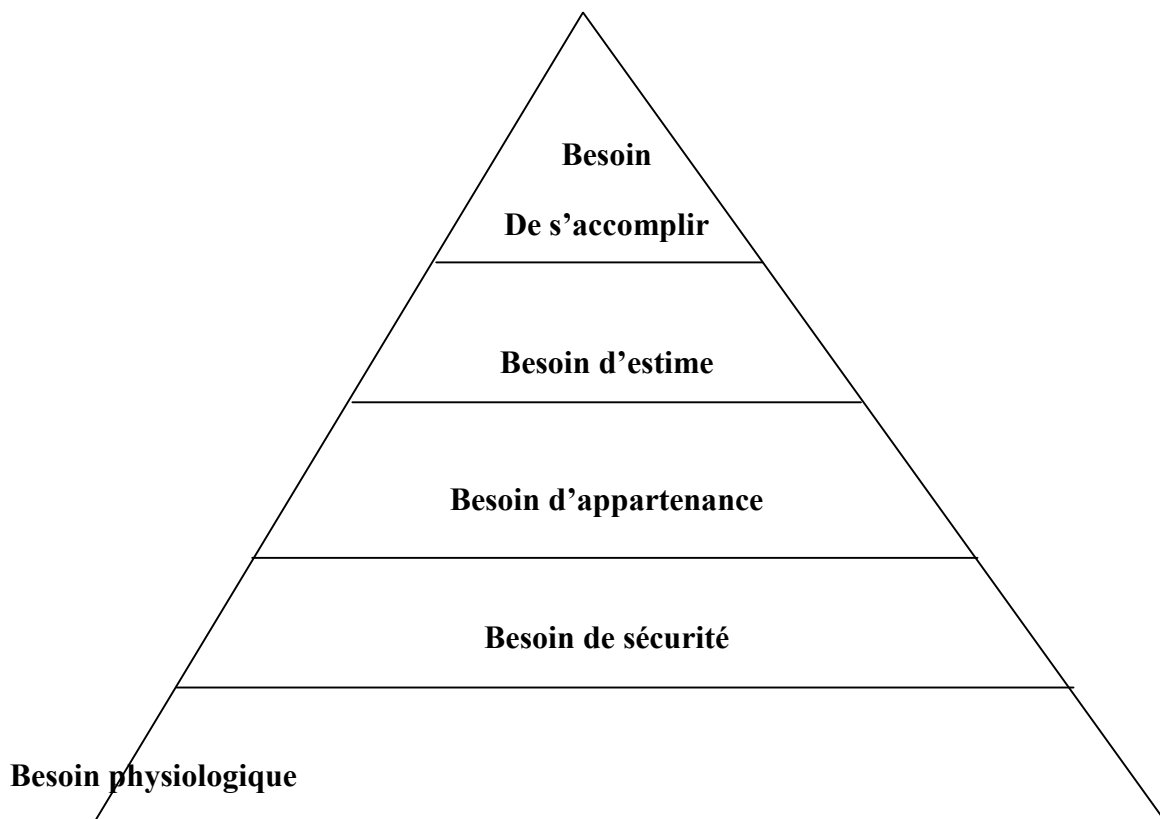 Besoin
De s’accomplir
Besoin d’estime
Besoin d’appartenance
Besoin de sécurité
Besoin physiologique